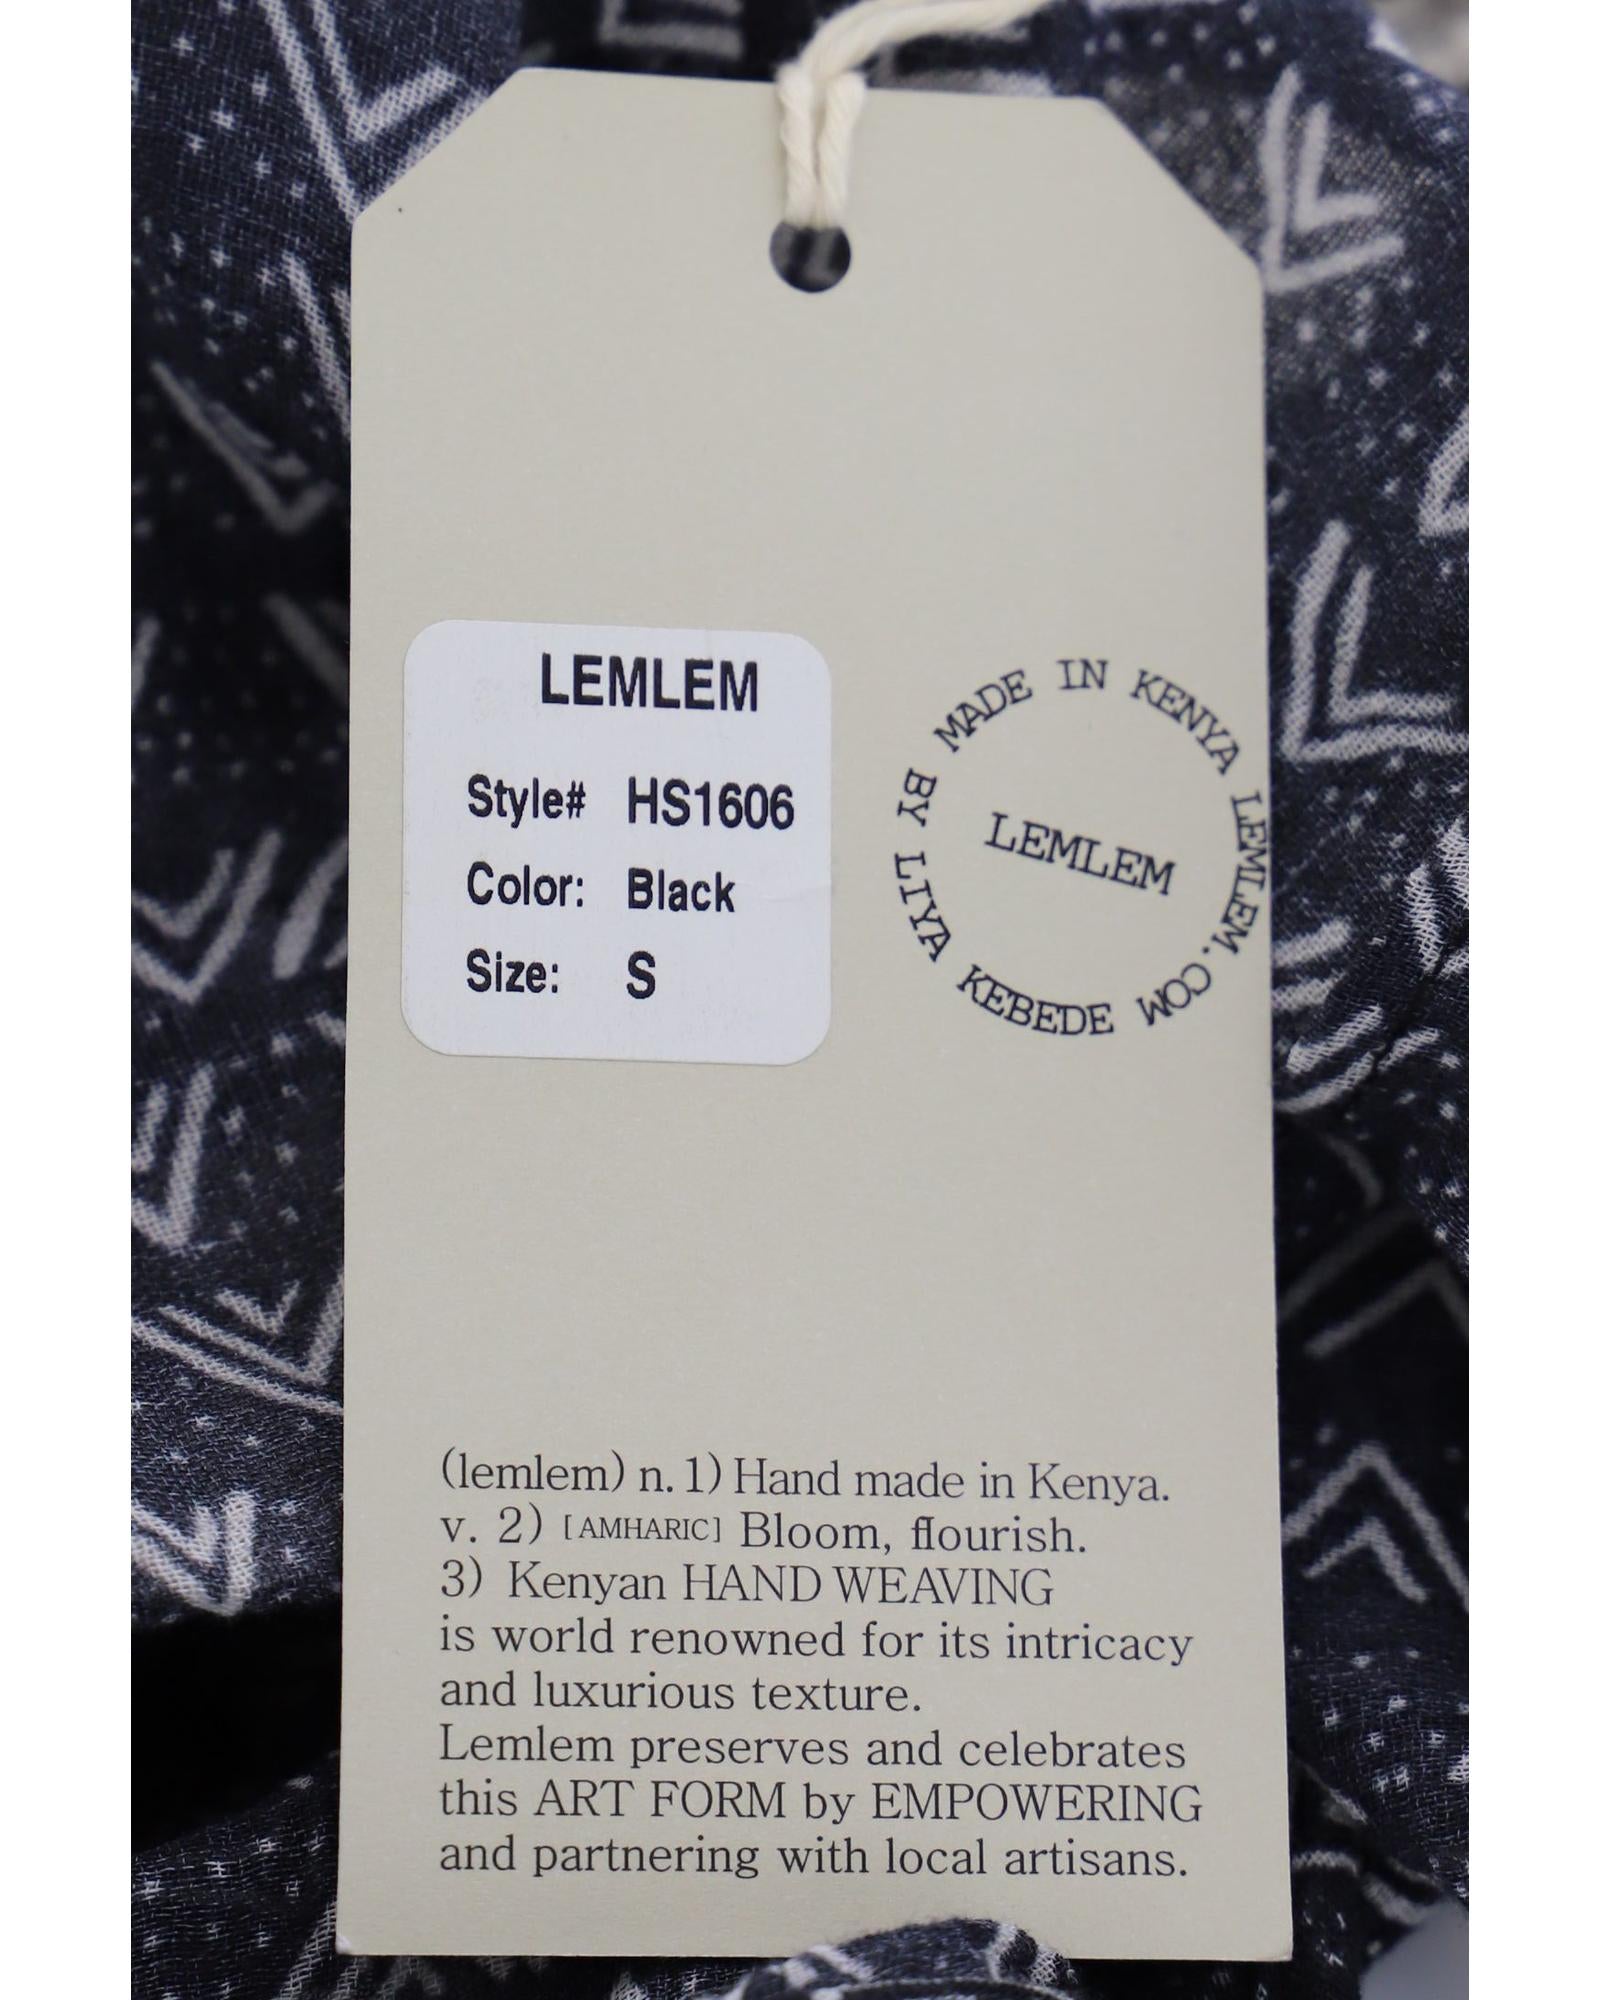 LEMLEM
Style# HS1606
Color: Black
Size: S
MADE IN KENYA LEMLEM.COM
BY LIYA KEBEDE
LEMLEM
(lemlem) n. 1) Hand made in Kenya.
v. 2) [AMHARIC] Bloom, flourish.
3) Kenyan HAND WEAVING
is world renowned for its intricacy
and luxurious texture.
Lemlem preserves and celebrates
this ART FORM by EMPOWERING
and partnering with local artisans.